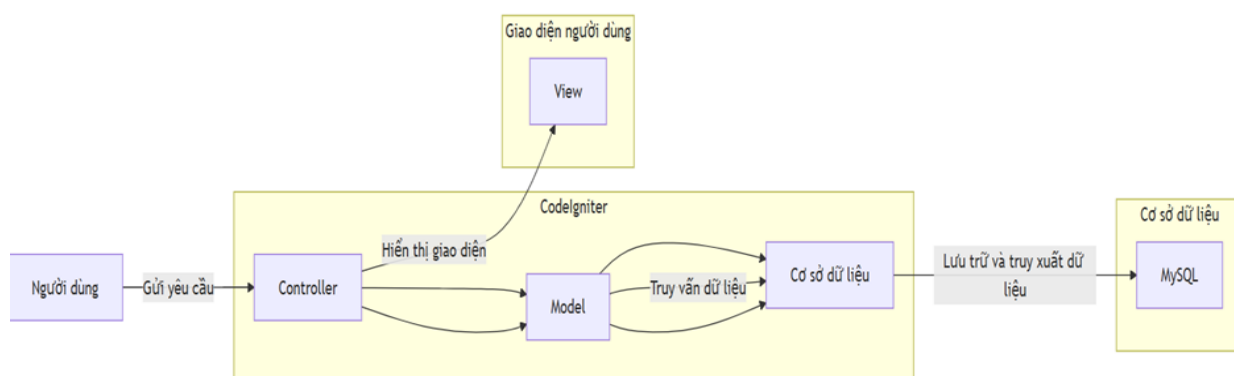 Giao diện người dùng
View
CodeIgniter
Hiển thị giao diện
Người dùng
Gửi yêu cầu
Controller
Model
Truy vấn dữ liệu
Cơ sở dữ liệu
Lưu trữ và truy xuất dữ
liệu
Cơ sở dữ liệu
MySQL